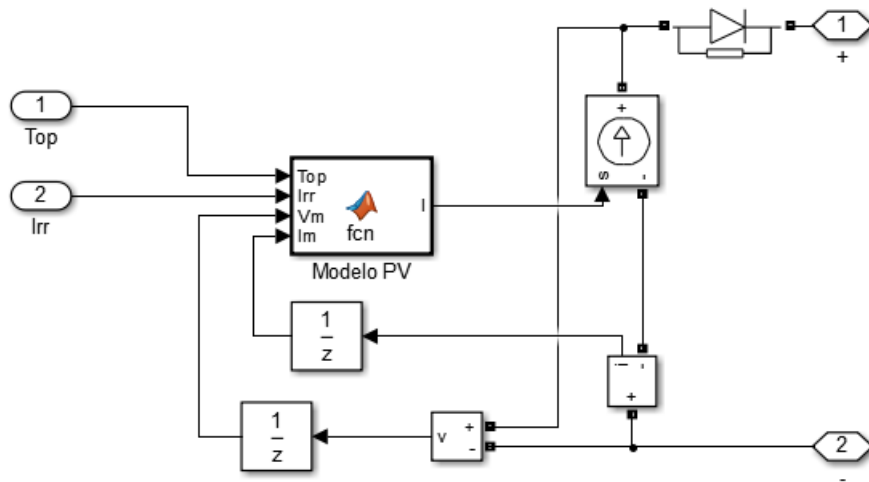 1
+
1
Top
2
Irr
Top
Irr
Vm
Im
fcn
I
Modelo PV
+
s
-
1
z
i
-
+
1
z
v
+
-
2
-